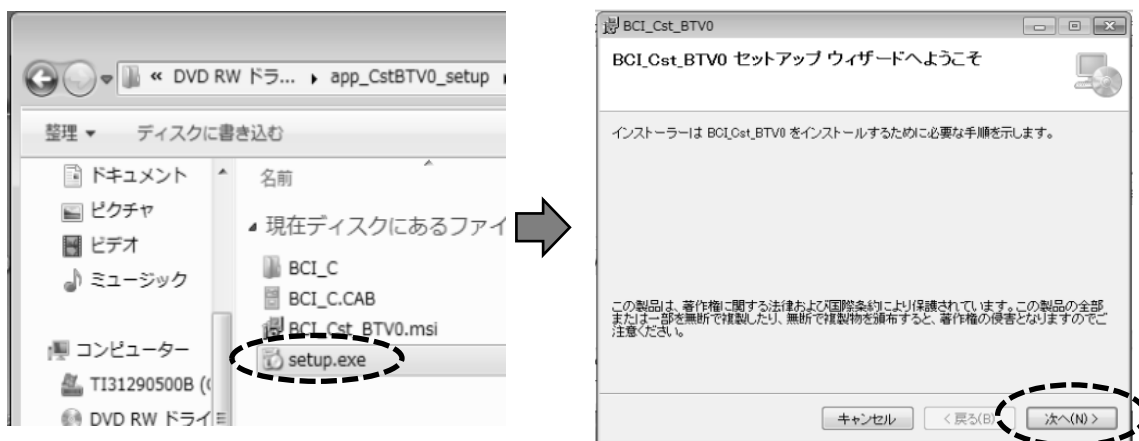 « DVD RW ドラ... ▸ app_CstBTV0_setup
整理 ▼ ディスクに書き込む
ドキュメント
ピクチャ
ビデオ
ミュージック
コンピューター
TI31290500B (
DVD RW ドライ
名前
現在ディスクにあるファイ
BCI_C
BCI_C.CAB
BCI_Cst_BTV0.msi
setup.exe
BCI_Cst_BTV0
BCI_Cst_BTV0 セットアップ ウィザードへようこそ
インストーラーは BCI_Cst_BTV0 をインストールするために必要な手順を示します。
この製品は、著作権に関する法律および国際条約により保護されています。この製品の全部
または一部を無断で複製したり、無断で複製物を頒布すると、著作権の侵害となりますのでご
注意ください。
キャンセル
< 戻る(B)
次へ(N) >